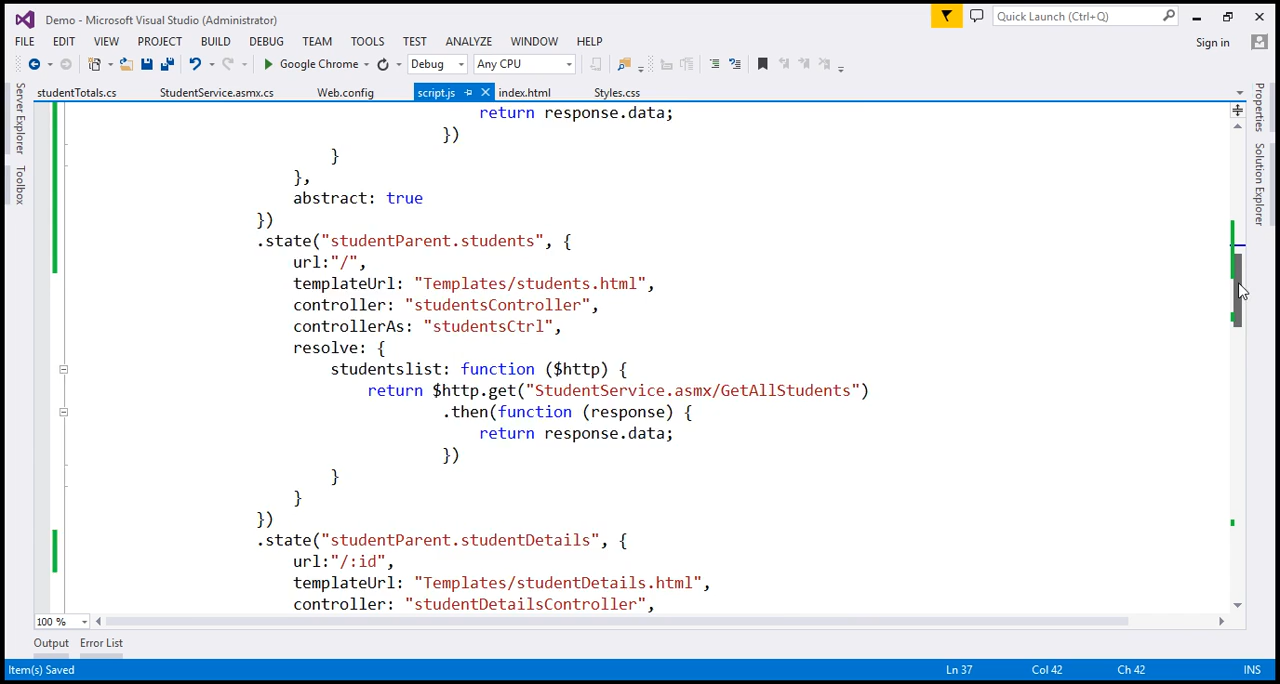 Demo - Microsoft Visual Studio (Administrator)
Quick Launch (Ctrl+Q)
FILE EDIT VIEW PROJECT BUILD DEBUG TEAM TOOLS TEST ANALYZE WINDOW HELP
Sign in
Google Chrome Debug Any CPU
studentTotals.cs StudentService.asmx.cs Web.config script.js index.html Styles.css
Server Explorer
Toolbox
Properties
Solution Explorer
return response.data;
})
}
},
abstract: true
})
.state("studentParent.students", {
url:"/",
templateUrl: "Templates/students.html",
controller: "studentsController",
controllerAs: "studentsCtrl",
resolve: {
studentslist: function ($http) {
return $http.get("StudentService.asmx/GetAllStudents")
.then(function (response) {
return response.data;
})
}
}
})
.state("studentParent.studentDetails", {
url:"/:id",
templateUrl: "Templates/studentDetails.html",
controller: "studentDetailsController",
100 %
Output Error List
Item(s) Saved Ln 37 Col 42 Ch 42 INS